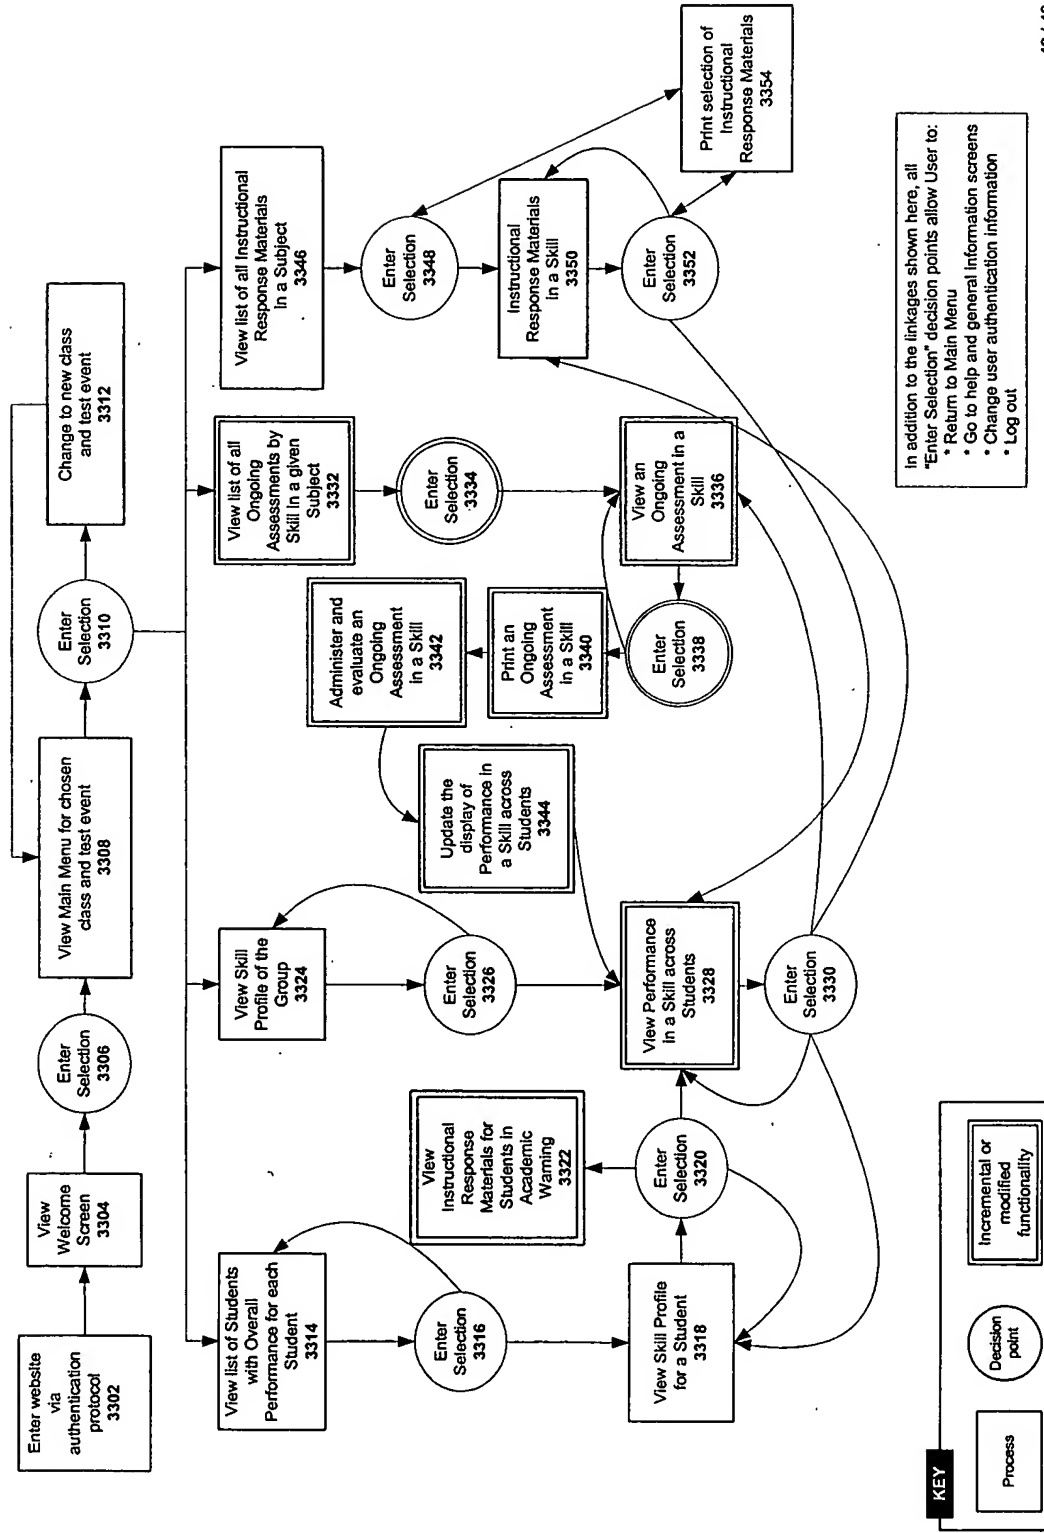 Enter website
via
authentication
protocol
3302
View
Welcome
Screen
3304
Enter
Selection
3306
View Main Menu for chosen
class and test event
3308
Enter
Selection
3310
Change to new class
and test event
3312
View list of Students
with Overall
Performance for each
Student
3314
Enter
Selection
3316
View Skill Profile
for a Student
3318
Enter
Selection
3320
View
Instructional
Response
Materials for
Students in
Academic
Warning
3322
View Skill
Profile of the
Group
3324
Enter
Selection
3326
View Performance
in a Skill across
Students
3328
Enter
Selection
3330
Update the
display of
Performance in
a Skill across
Students
3344
Administer and
evaluate an
Ongoing
Assessment
in a Skill
3342
Print an
Ongoing
Assessment
in a Skill
3340
Enter
Selection
3338
View list of all
Ongoing
Assessments by
Skill in a given
Subject
3332
Enter
Selection
3334
View an
Ongoing
Assessment in a
Skill
3336
View list of all Instructional
Response Materials
in a Subject
3346
Enter
Selection
3348
Instructional
Response Materials
in a Skill
3350
Enter
Selection
3352
Print selection of
Instructional
Response Materials
3354
In addition to the linkages shown here, all
"Enter Selection" decision points allow User to:
* Return to Main Menu
* Go to help and general information screens
* Change user authentication information
* Log out
KEY
Process
Decision
point
Incremental or
modified
functionality